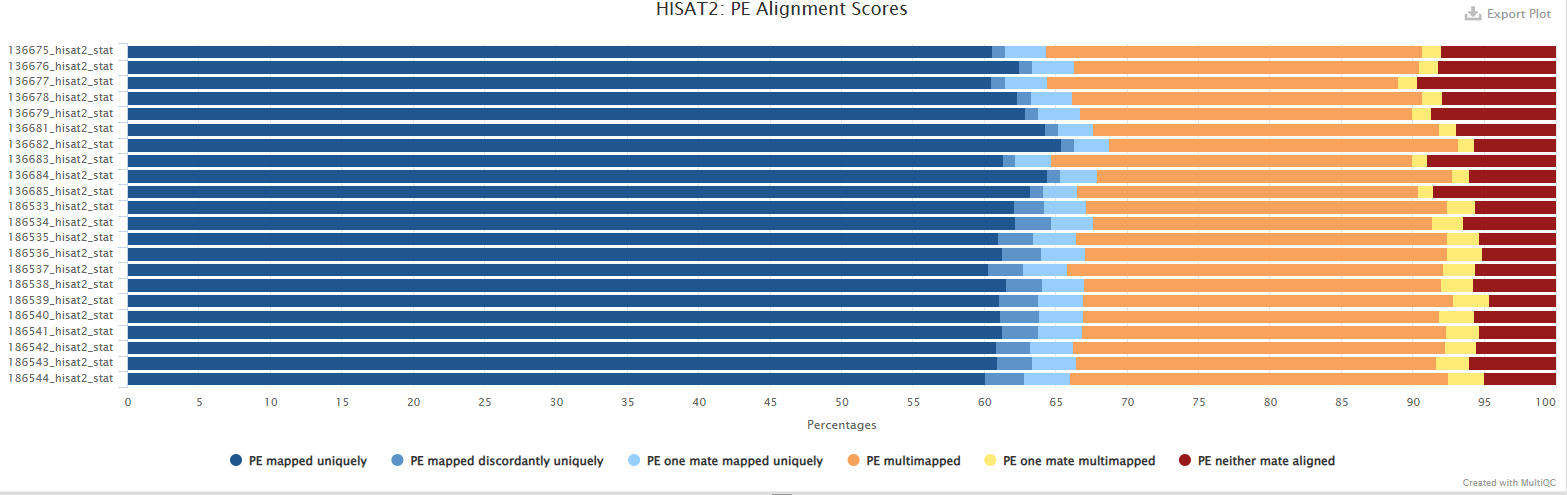 HISAT2: PE Alignment Scores
Export Plot
136675_hisat2_stat
136676_hisat2_stat
136677_hisat2_stat
136678_hisat2_stat
136679_hisat2_stat
136681_hisat2_stat
136682_hisat2_stat
136683_hisat2_stat
136684_hisat2_stat
136685_hisat2_stat
186533_hisat2_stat
186534_hisat2_stat
186535_hisat2_stat
186536_hisat2_stat
186537_hisat2_stat
186538_hisat2_stat
186539_hisat2_stat
186540_hisat2_stat
186541_hisat2_stat
186542_hisat2_stat
186543_hisat2_stat
186544_hisat2_stat
0 5 10 15 20 25 30 35 40 45 50 55 60 65 70 75 80 85 90 95 100
Percentages
PE mapped uniquely PE mapped discordantly uniquely PE one mate mapped uniquely PE multimapped PE one mate multimapped PE neither mate aligned
Created with MultiQC